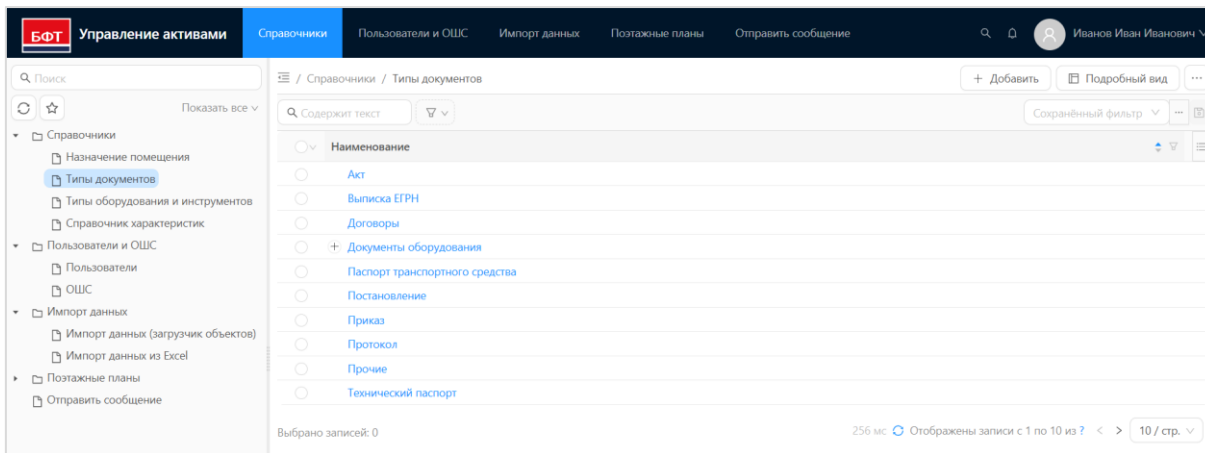 БФТ Управление активами Справочники Пользователи и ОШС Импорт данных Поэтажные планы Отправить сообщение Иванов Иван Иванович
Поиск / Справочники / Типы документов + Добавить Подробный вид ...
Показать все Содержит текст Сохранённый фильтр ...
Справочники
Назначение помещения
Типы документов
Типы оборудования и инструментов
Справочник характеристик
Пользователи и ОШС
Пользователи
ОШС
Импорт данных
Импорт данных (загрузчик объектов)
Импорт данных из Excel
Поэтажные планы
Отправить сообщение
Наименование
Акт
Выписка ЕГРН
Договоры
+ Документы оборудования
Паспорт транспортного средства
Постановление
Приказ
Протокол
Прочие
Технический паспорт
Выбрано записей: 0 256 мс Отображены записи с 1 по 10 из ? < > 10 / стр.